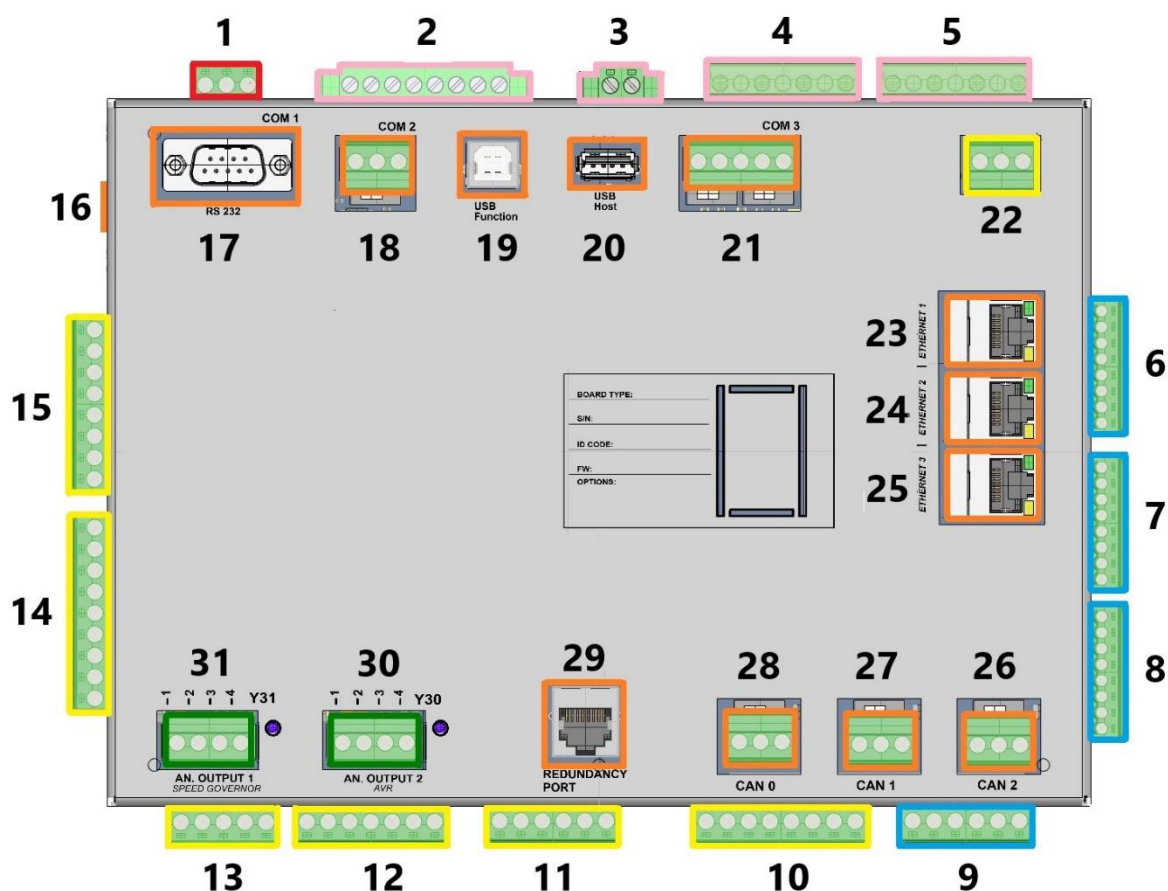 1 2 3 4 5
COM 1 COM 2 COM 3
16
RS 232
USB
Function
USB
Host
17 18 19 20 21 22
23 ETHERNET 1
6
24 ETHERNET 2
15
BOARD TYPE:
S/N:
ID CODE:
FW:
OPTIONS:
25 ETHERNET 3
7
14
8
31 30 29 28 27 26
1 2 3 4 Y31
1 2 3 4 Y30
AN. OUTPUT 1
SPEED GOVERNOR
AN. OUTPUT 2
AVR
REDUNDANCY
PORT
CAN 0 CAN 1 CAN 2
13 12 11 10 9